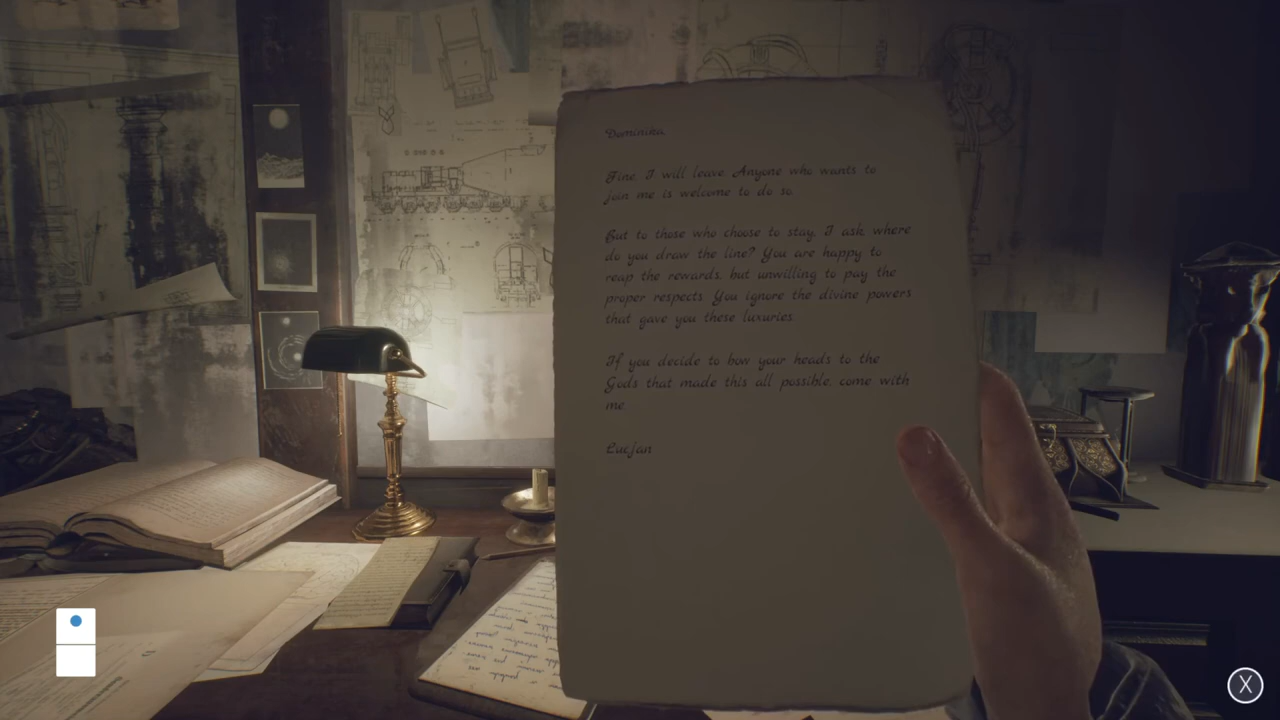 Dominika,
Fine. I will leave. Anyone who wants to
join me is welcome to do so.
But to those who choose to stay, I ask where
do you draw the line? You are happy to
reap the rewards, but unwilling to pay the
proper respects. You ignore the divine powers
that gave you these luxuries.
If you decide to bow your heads to the
Gods that made this all possible, come with
me.
Lucjan
X